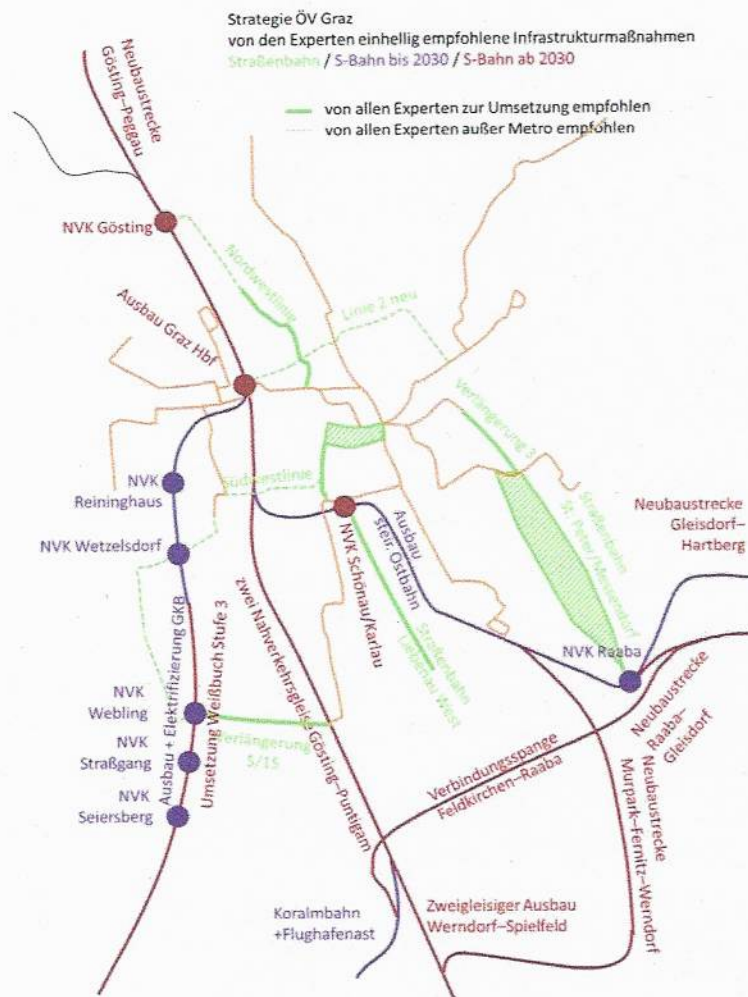 Strategie ÖV Graz
von den Experten einhellig empfohlene Infrastrukturmaßnahmen
Straßenbahn / S-Bahn bis 2030 / S-Bahn ab 2030
von allen Experten zur Umsetzung empfohlen
von allen Experten außer Metro empfohlen
Neubaustrecke
Gösting–Peggau
NVK Gösting
Nordwestlinie
Linie 2 neu
Ausbau Graz Hbf
Verlängerung 3
NVK
Reininghaus
Südwestlinie
NVK Wetzelsdorf
NVK Schönau/Karlau
Ausbau
steir. Ostbahn
Straßenbahn
St. Peter/Messendorf
Neubaustrecke
Gleisdorf–
Hartberg
Straßenbahn
Liebenau West
NVK Raaba
Ausbau + Elektrifizierung GKB
Umsetzung Weißbuch Stufe 3
zwei Nahverkehrsgleise Gösting–Puntigam
NVK
Webling
Verlängerung
5/15
NVK
Straßgang
NVK
Seiersberg
Verbindungsspange
Feldkirchen–Raaba
Neubaustrecke
Raaba–
Gleisdorf
Neubaustrecke
Murpark–Fernitz–Werndorf
Koralmbahn
+Flughafenast
Zweigleisiger Ausbau
Werndorf–Spielfeld